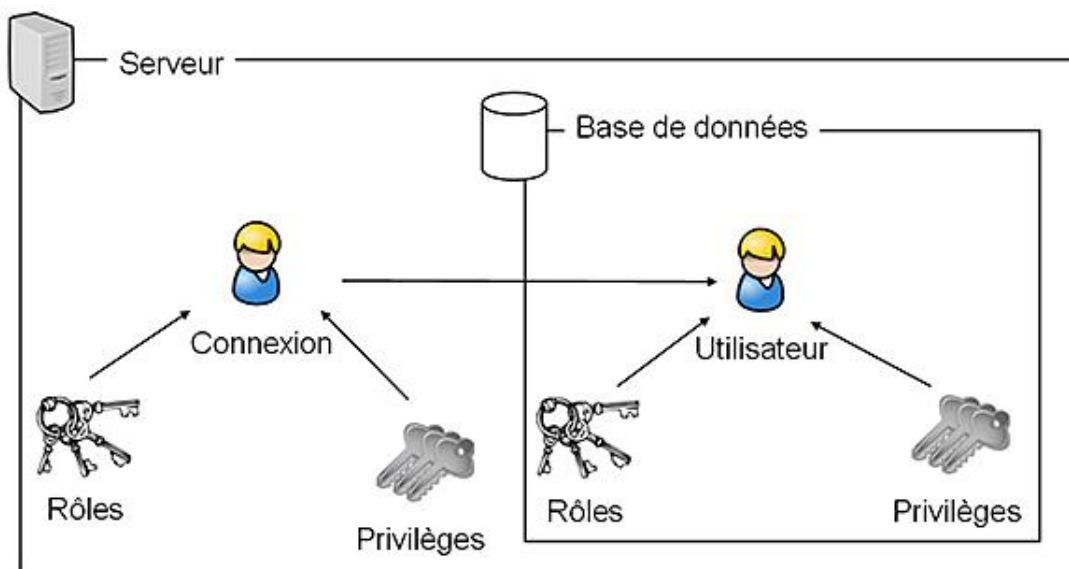 Serveur
Base de données
Connexion
Utilisateur
Rôles
Privilèges
Rôles
Privilèges